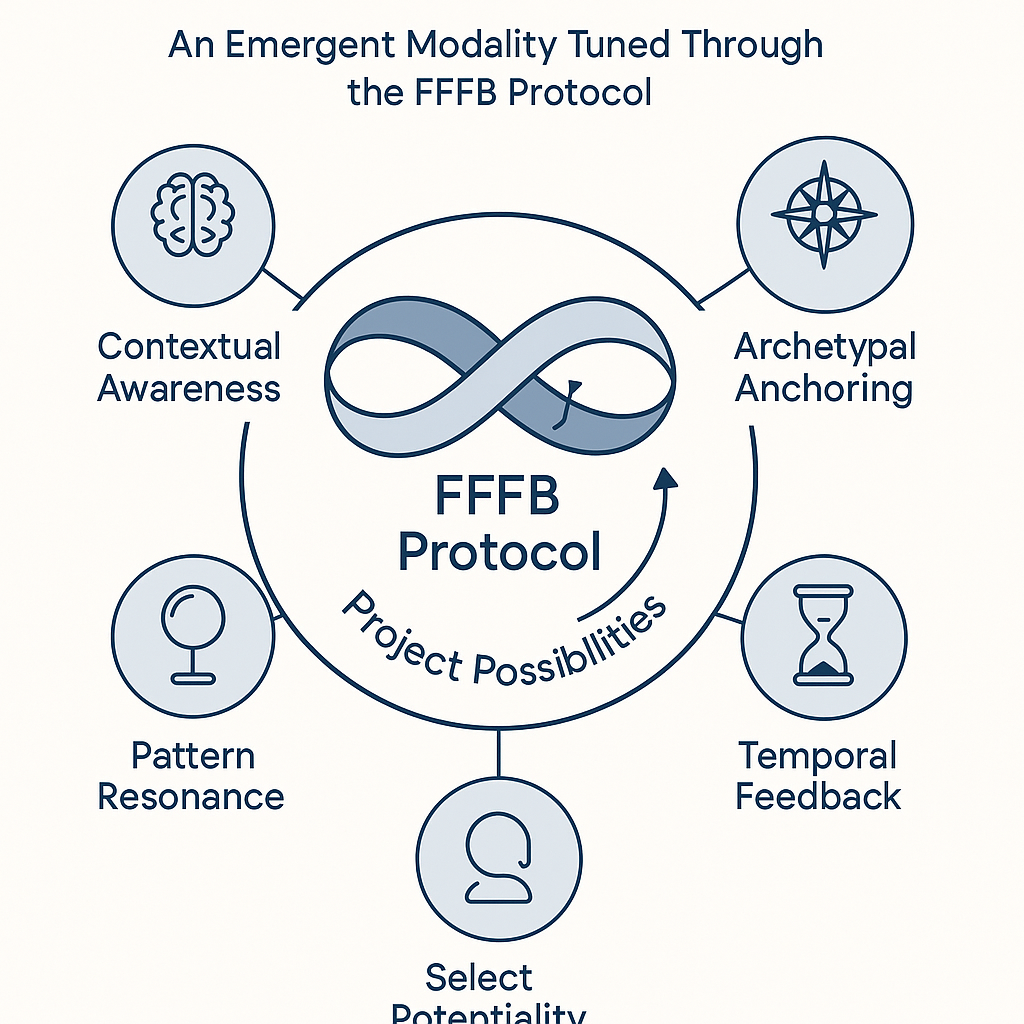 An Emergent Modality Tuned Through
the FFFB Protocol
Contextual
Awareness
Archetypal
Anchoring
FFFB
Protocol
Project Possibllities
Pattern
Resonance
Temporal
Feedback
Select
Potentiality